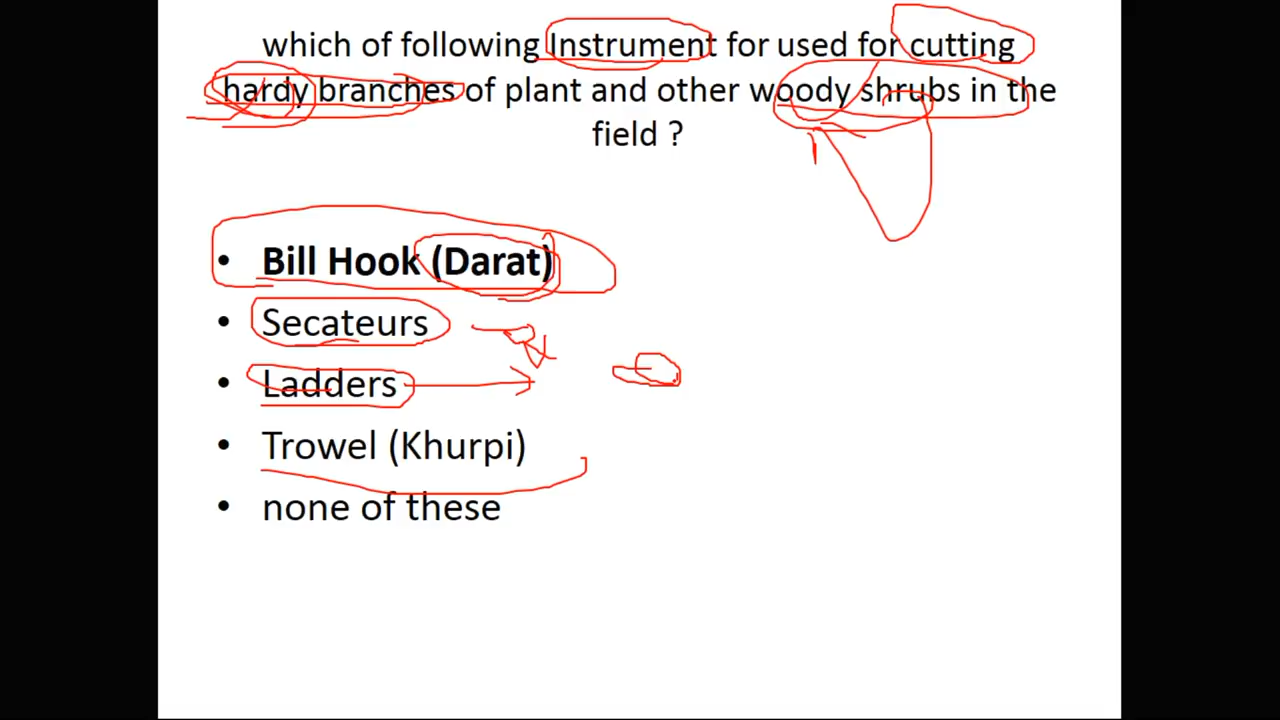 which of following Instrument for used for cutting
hardy branches of plant and other woody shrubs in the
field ?
• Bill Hook (Darat)
• Secateurs
• Ladders
• Trowel (Khurpi)
• none of these